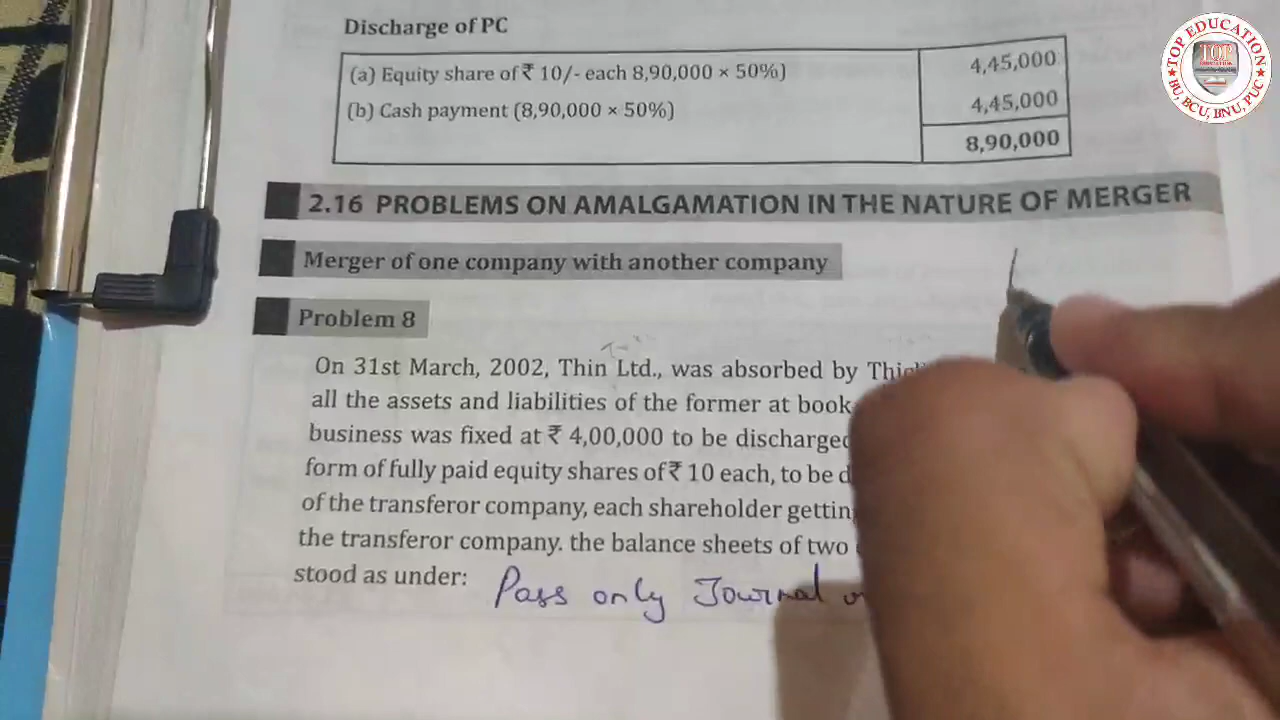 Discharge of PC
(a) Equity share of ₹ 10/- each 8,90,000 × 50%) 4,45,000
(b) Cash payment (8,90,000 × 50%) 4,45,000
8,90,000
TOP EDUCATION
TOP
BU, BCU, BNU, PUC
2.16 PROBLEMS ON AMALGAMATION IN THE NATURE OF MERGER
Merger of one company with another company
Problem 8
On 31st March, 2002, Thin Ltd., was absorbed by
all the assets and liabilities of the former at book
business was fixed at ₹ 4,00,000 to be discharged
form of fully paid equity shares of ₹ 10 each, to be
of the transferor company, each shareholder
the transferor company. the balance sheets of two
stood as under: Pass only Journal